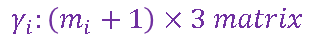 γᵢ: (mᵢ + 1) × 3 matrix